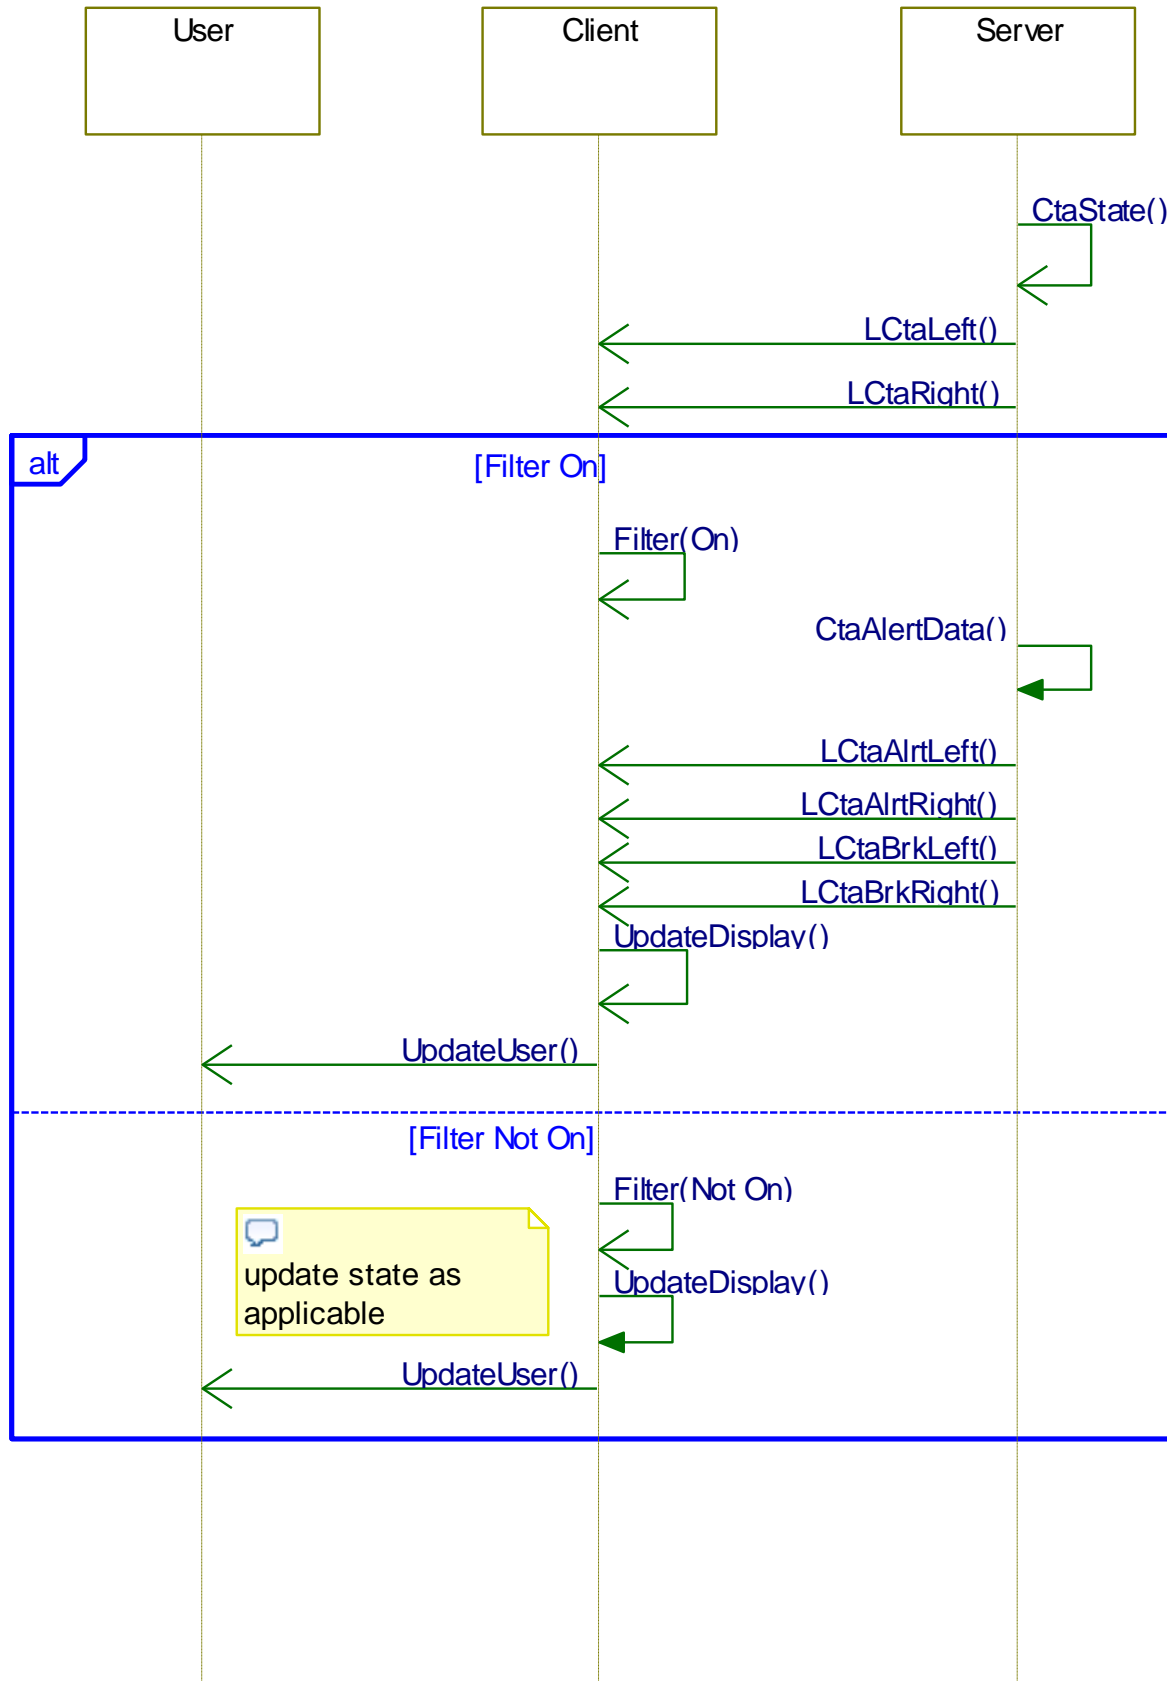 User
Client
Server
CtaState()
LCtaLeft()
LCtaRight()
alt
[Filter On]
Filter(On)
CtaAlertData()
LCtaAlrtLeft()
LCtaAlrtRight()
LCtaBrkLeft()
LCtaBrkRight()
UpdateDisplay()
UpdateUser()
[Filter Not On]
Filter(Not On)
update state as
applicable
UpdateDisplay()
UpdateUser()